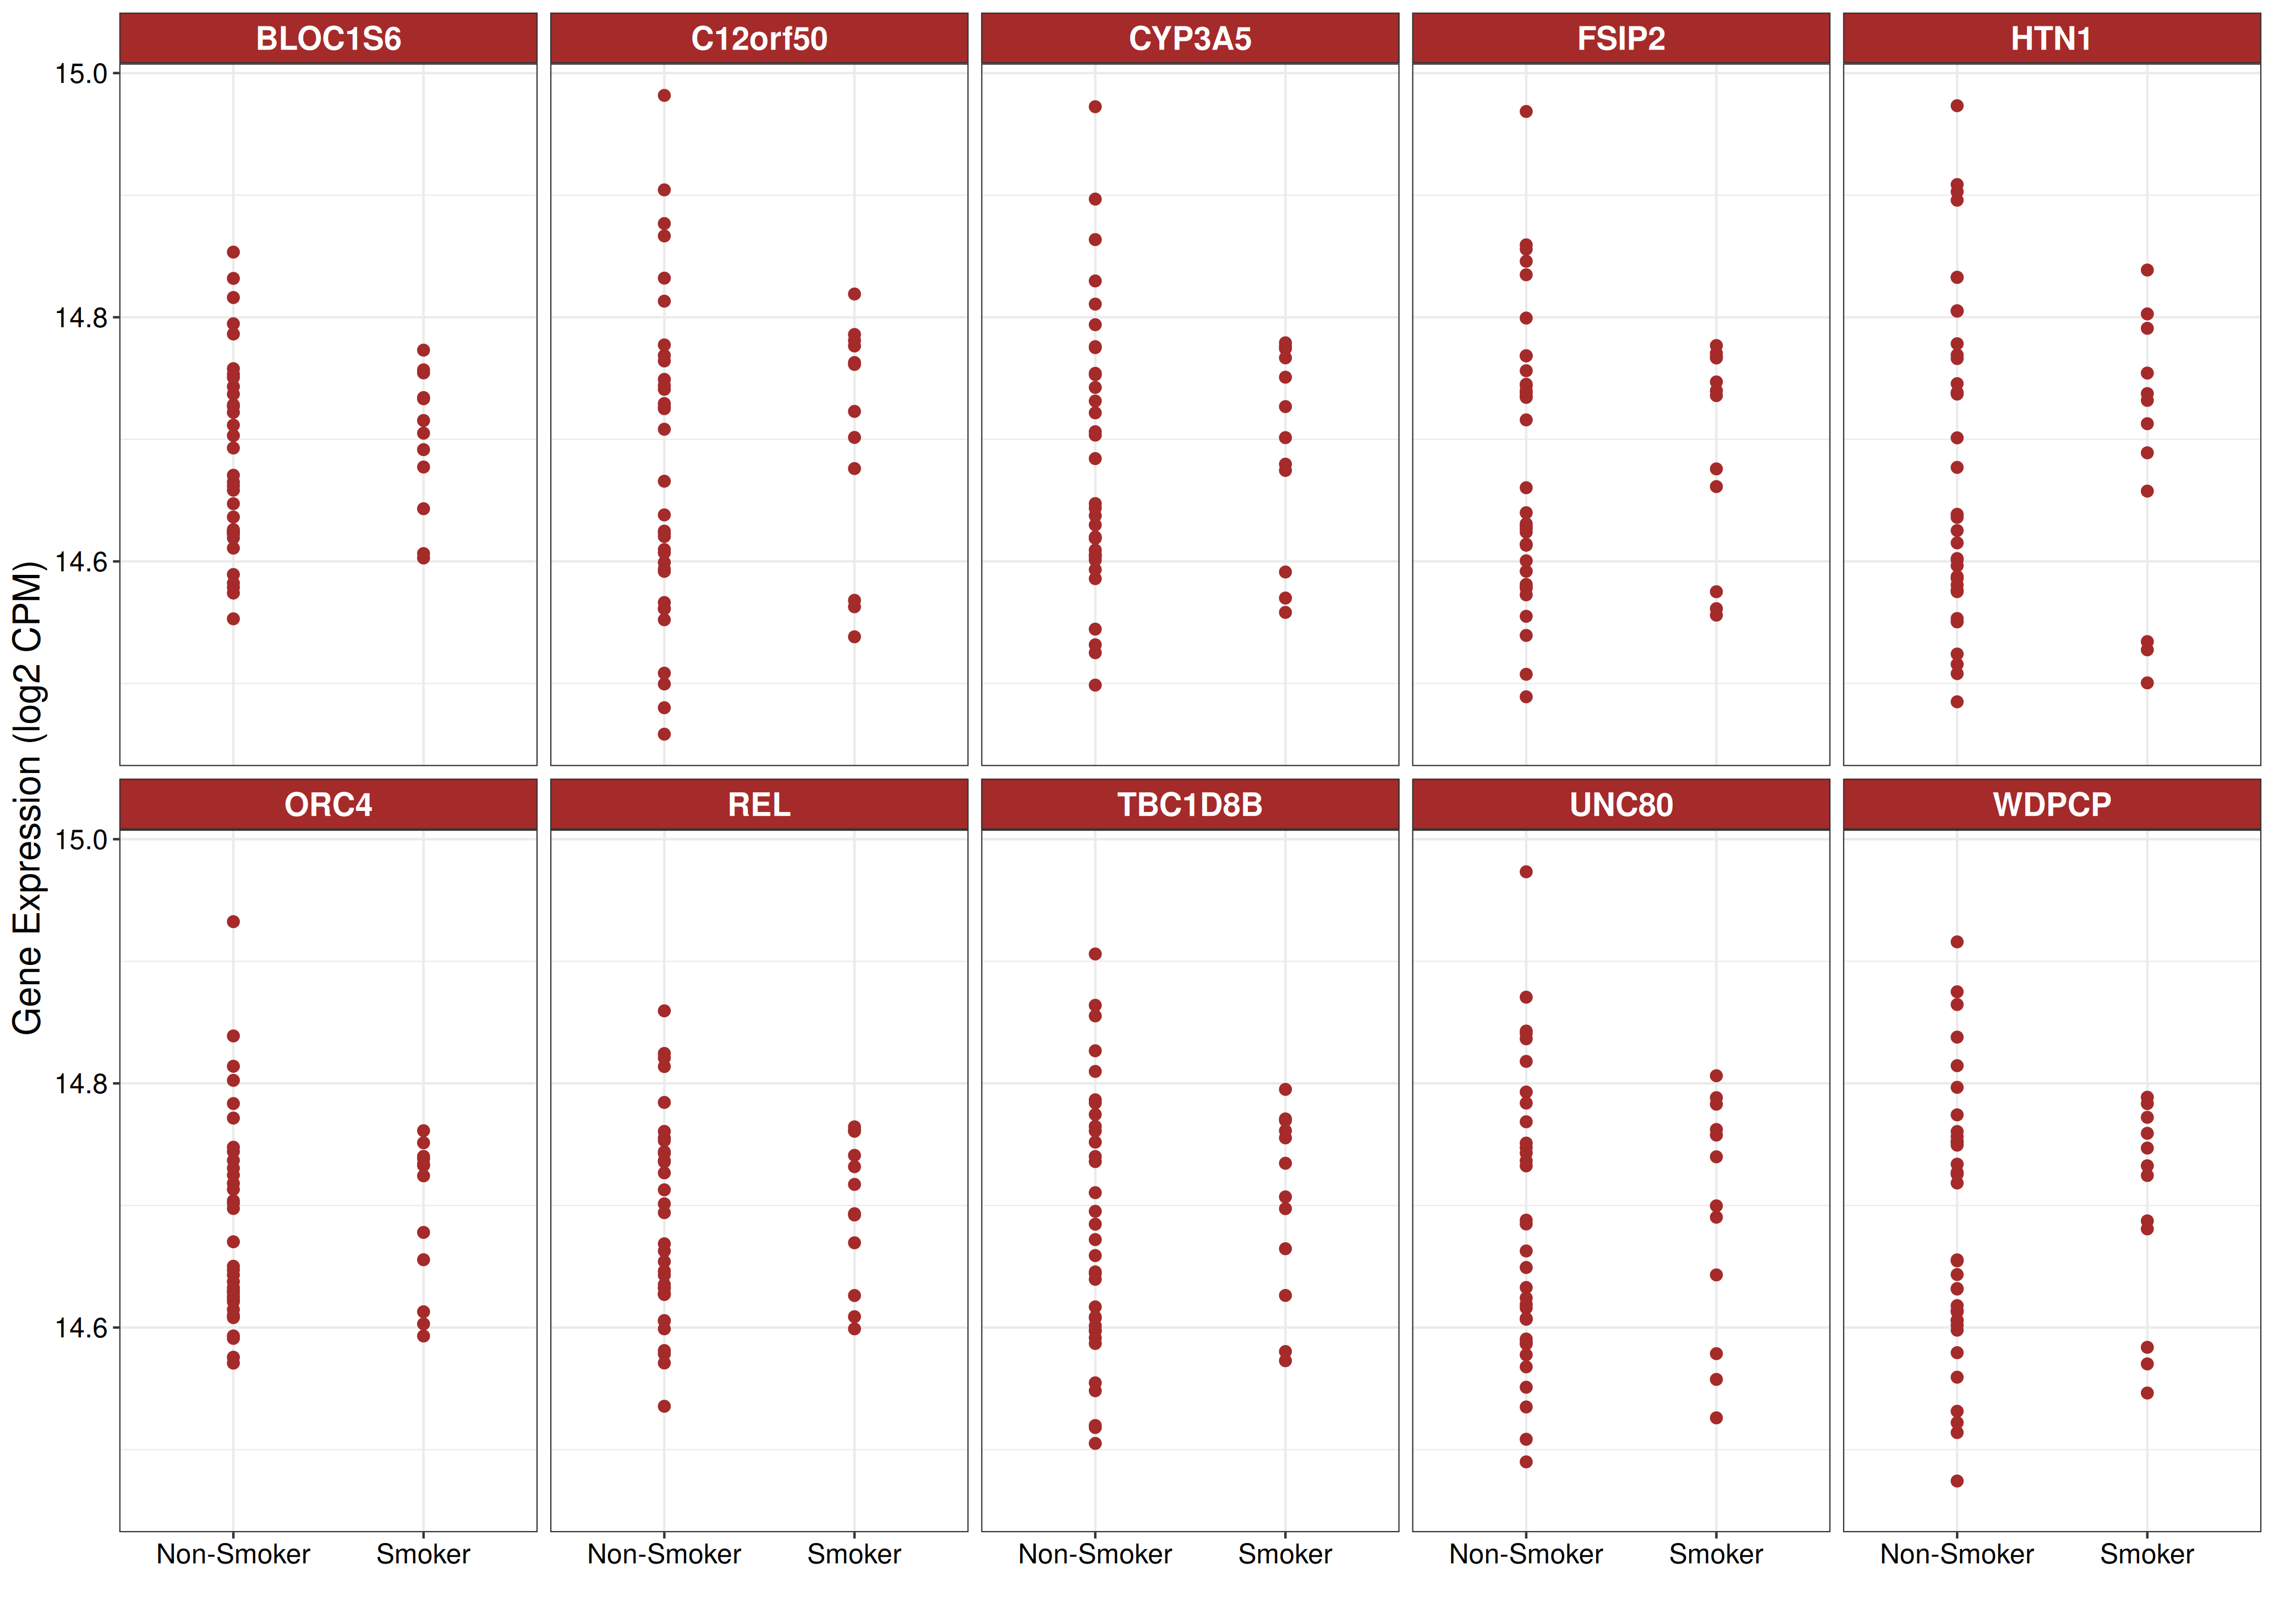 BLOC1S6
C12orf50
CYP3A5
FSIP2
HTN1
15.0
14.8
14.6
Gene Expression (log2 CPM)
ORC4
REL
TBC1D8B
UNC80
WDPCP
15.0
14.8
14.6
Non-Smoker
Smoker
Non-Smoker
Smoker
Non-Smoker
Smoker
Non-Smoker
Smoker
Non-Smoker
Smoker